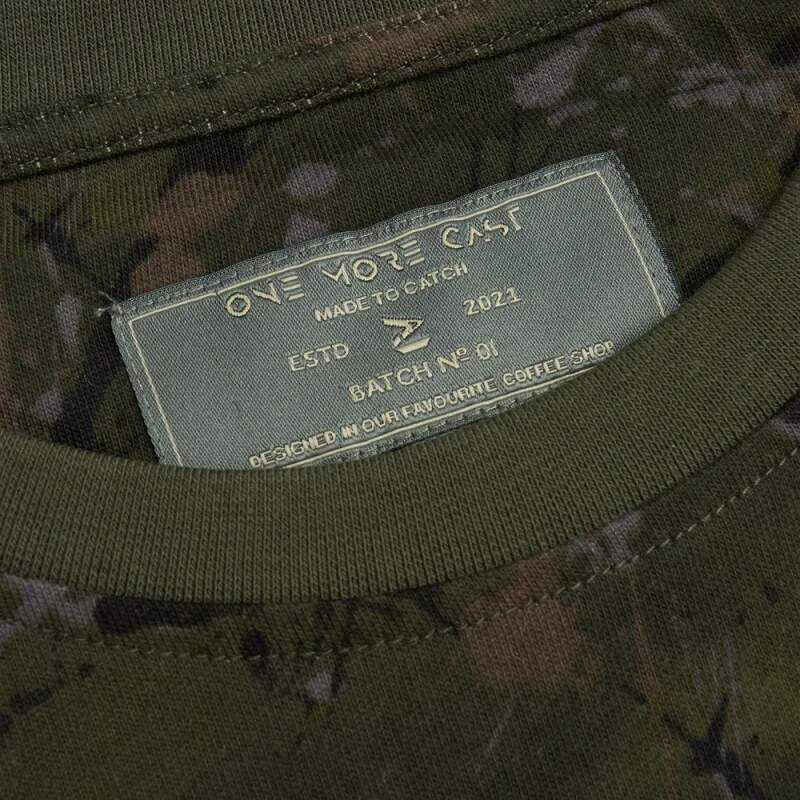 ONE MORE CAST
MADE TO CATCH
ESTD 2021
BATCH Nº 01
DESIGNED IN OUR FAVOURITE COFFEE SHOP